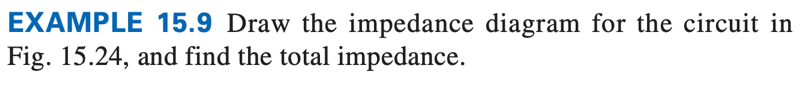 EXAMPLE 15.9 Draw the impedance diagram for the circuit in
Fig. 15.24, and find the total impedance.